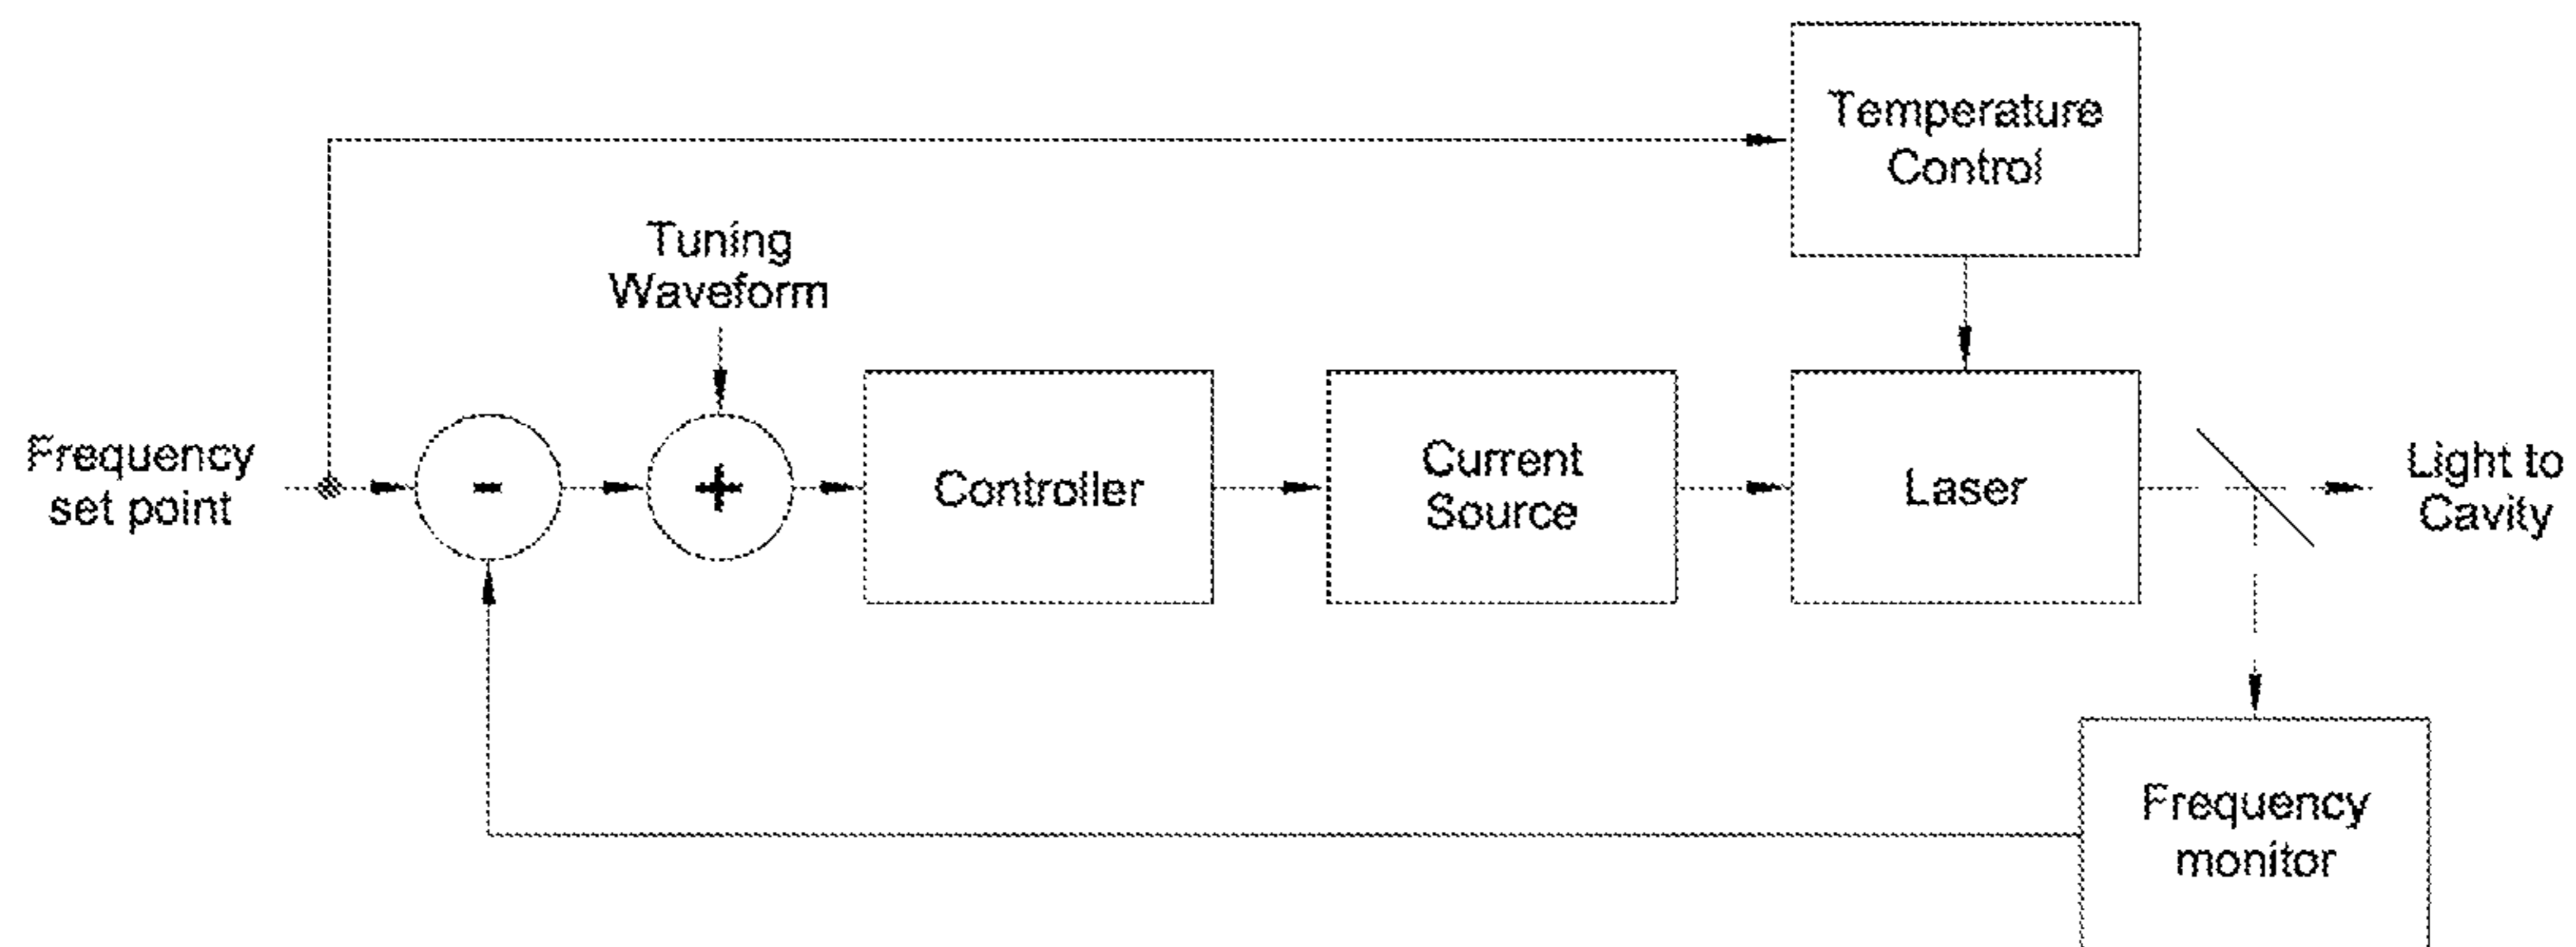 Temperature
Control
Tuning
Waveform
Frequency
set point
-
+
Controller
Current
Source
Laser
Light to
Cavity
Frequency
monitor